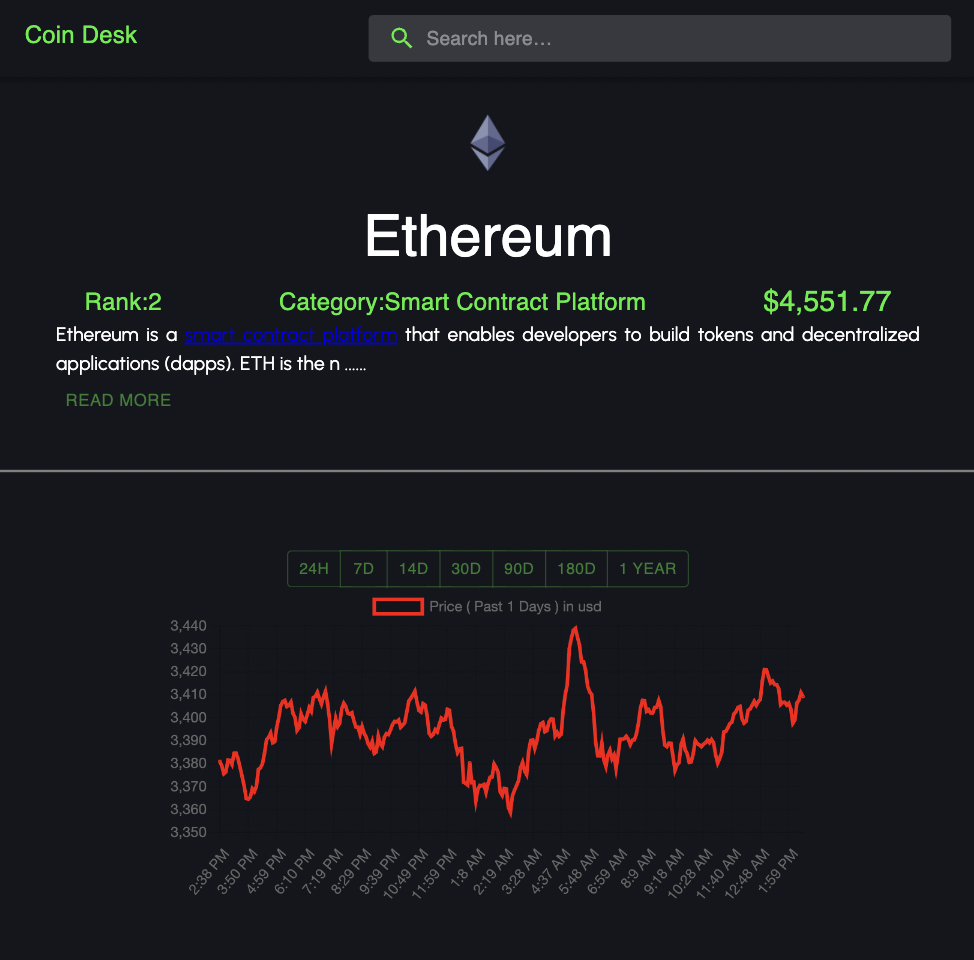 Coin Desk
Search here…
Ethereum
Rank:2 Category:Smart Contract Platform $4,551.77
Ethereum is a smart contract platform that enables developers to build tokens and decentralized
applications (dapps). ETH is the n ......
READ MORE
24H 7D 14D 30D 90D 180D 1 YEAR
Price ( Past 1 Days ) in usd
3,440
3,430
3,420
3,410
3,400
3,390
3,380
3,370
3,360
3,350
2:38 PM 3:50 PM 4:59 PM 6:10 PM 7:19 PM 8:29 PM 9:39 PM 10:49 PM 11:59 PM 1:8 AM 2:19 AM 3:28 AM 4:37 AM 5:48 AM 6:59 AM 8:9 AM 9:18 AM 10:28 AM 11:40 AM 12:48 AM 1:59 PM